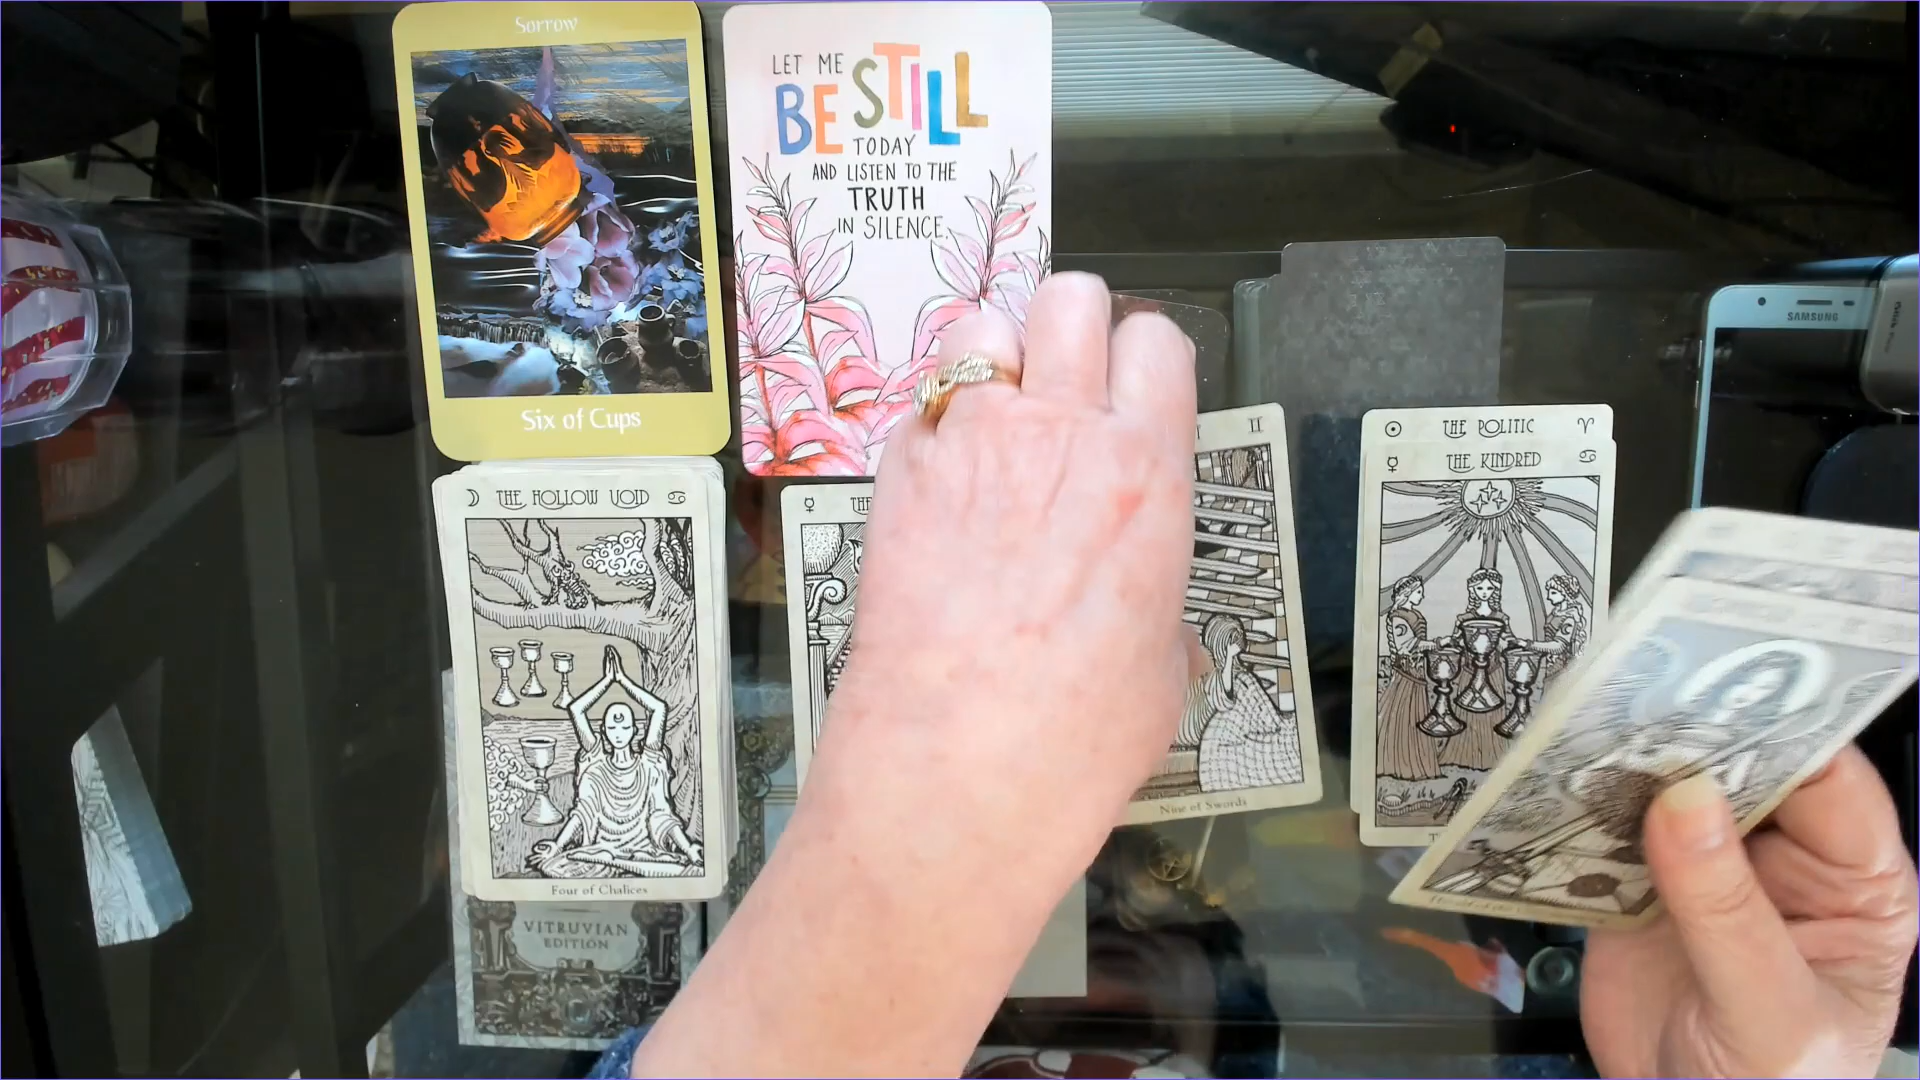 Sorrow
Six of Cups
LET ME
BE STILL
TODAY
AND LISTEN TO THE
TRUTH
IN SILENCE.
SAMSUNG
THE HOLLOW VOID
Four of Chalices
VITRUVIAN
EDITION
THE
II
Nine of Swords
THE POLITIC
THE KINDRED